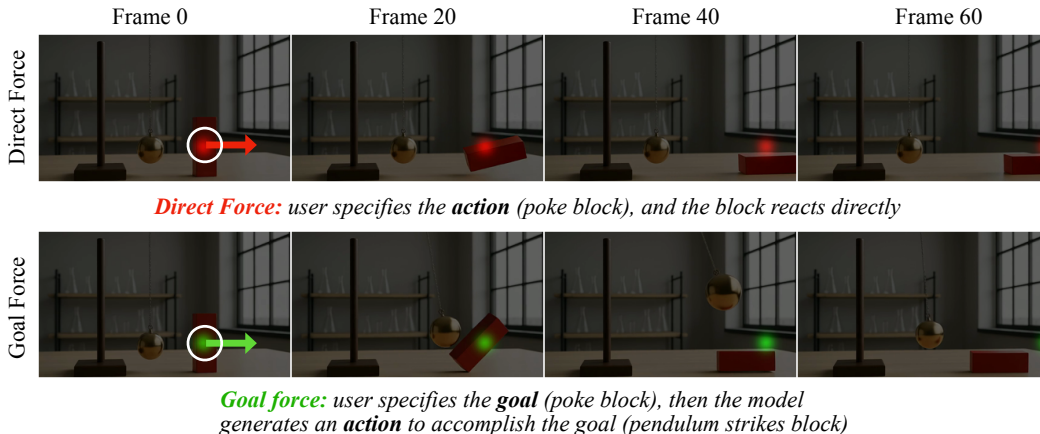 Frame 0 Frame 20 Frame 40 Frame 60
Direct Force
Direct Force: user specifies the action (poke block), and the block reacts directly
Goal Force
Goal force: user specifies the goal (poke block), then the model
generates an action to accomplish the goal (pendulum strikes block)